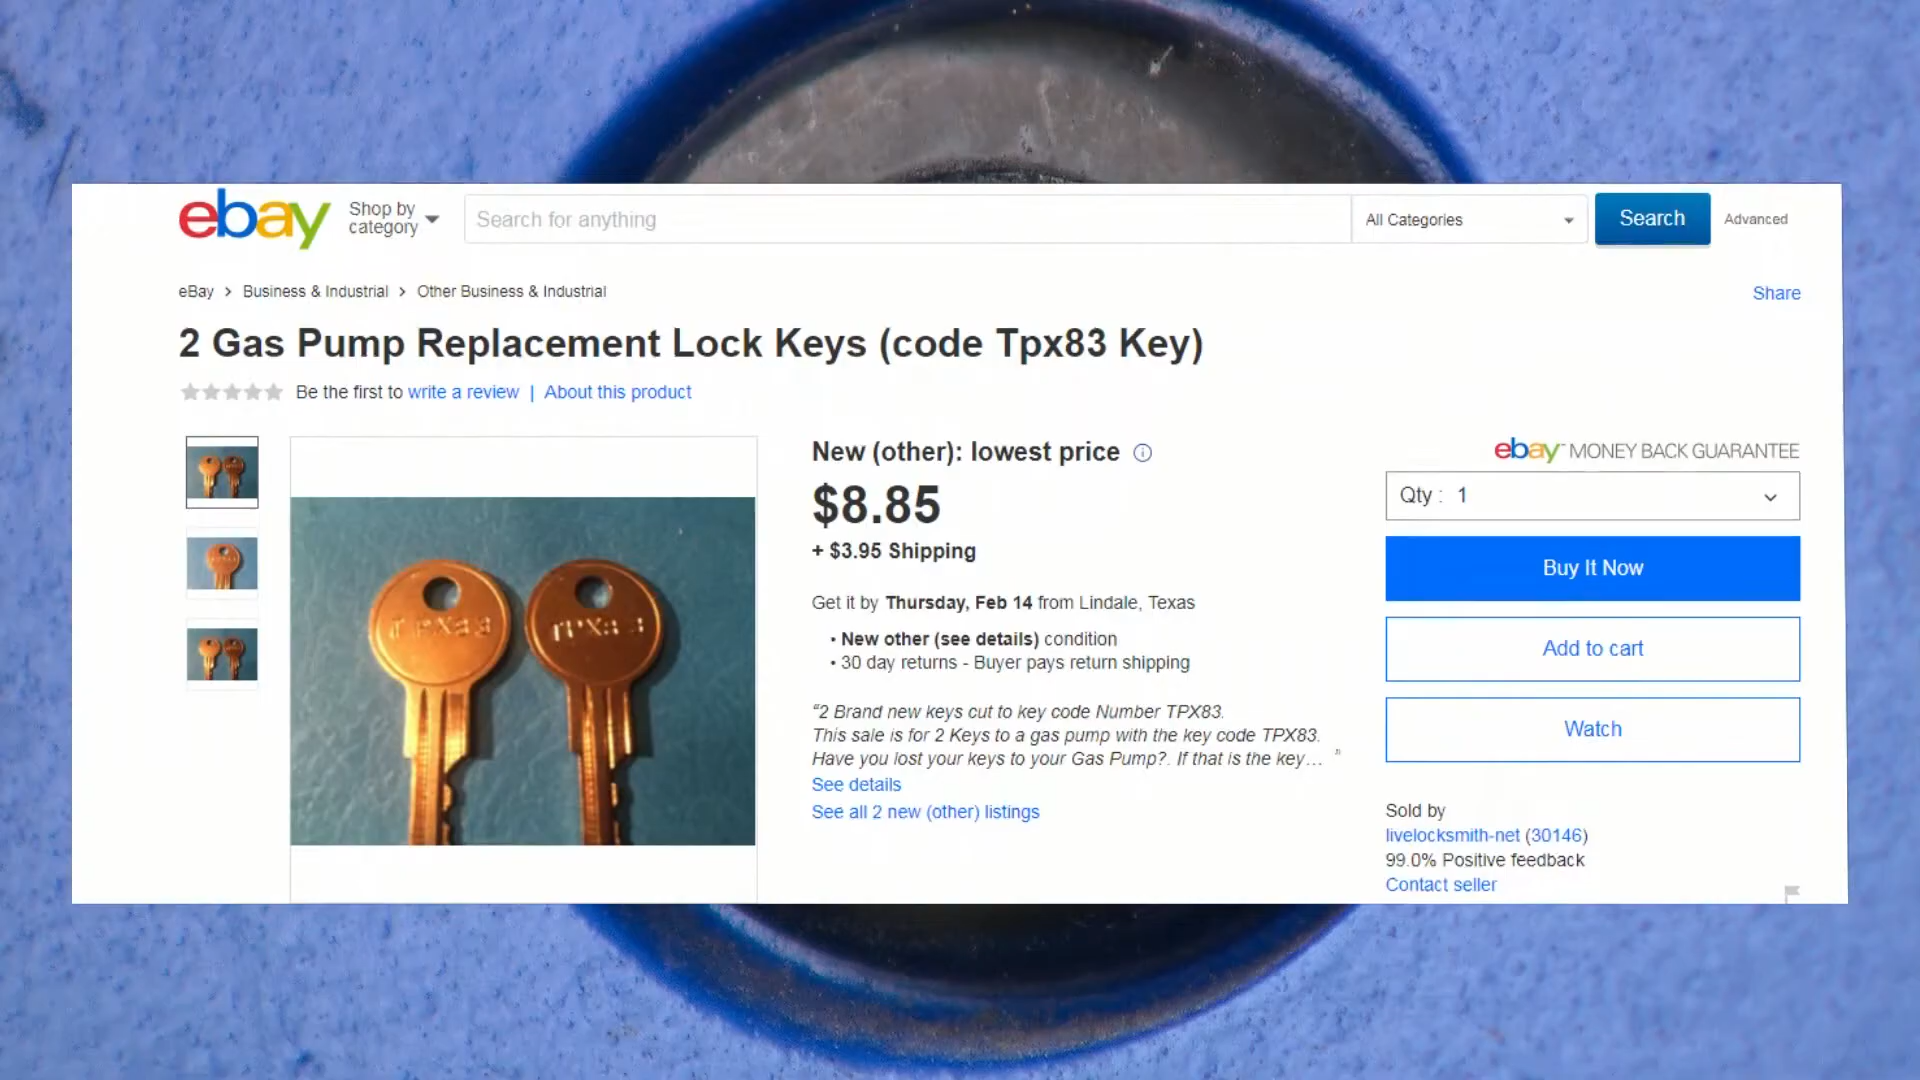 ebay
Shop by
category
Search for anything
All Categories
Search
Advanced
eBay > Business & Industrial > Other Business & Industrial
Share
2 Gas Pump Replacement Lock Keys (code Tpx83 Key)
Be the first to write a review | About this product
TPX83
TPX83
New (other): lowest price
$8.85
+ $3.95 Shipping
Get it by Thursday, Feb 14 from Lindale, Texas
• New other (see details) condition
• 30 day returns - Buyer pays return shipping
“2 Brand new keys cut to key code Number TPX83.
This sale is for 2 Keys to a gas pump with the key code TPX83.
Have you lost your keys to your Gas Pump?. If that is the key... ”
See details
See all 2 new (other) listings
ebay MONEY BACK GUARANTEE
Qty : 1
Buy It Now
Add to cart
Watch
Sold by
livelocksmith-net (30146)
99.0% Positive feedback
Contact seller